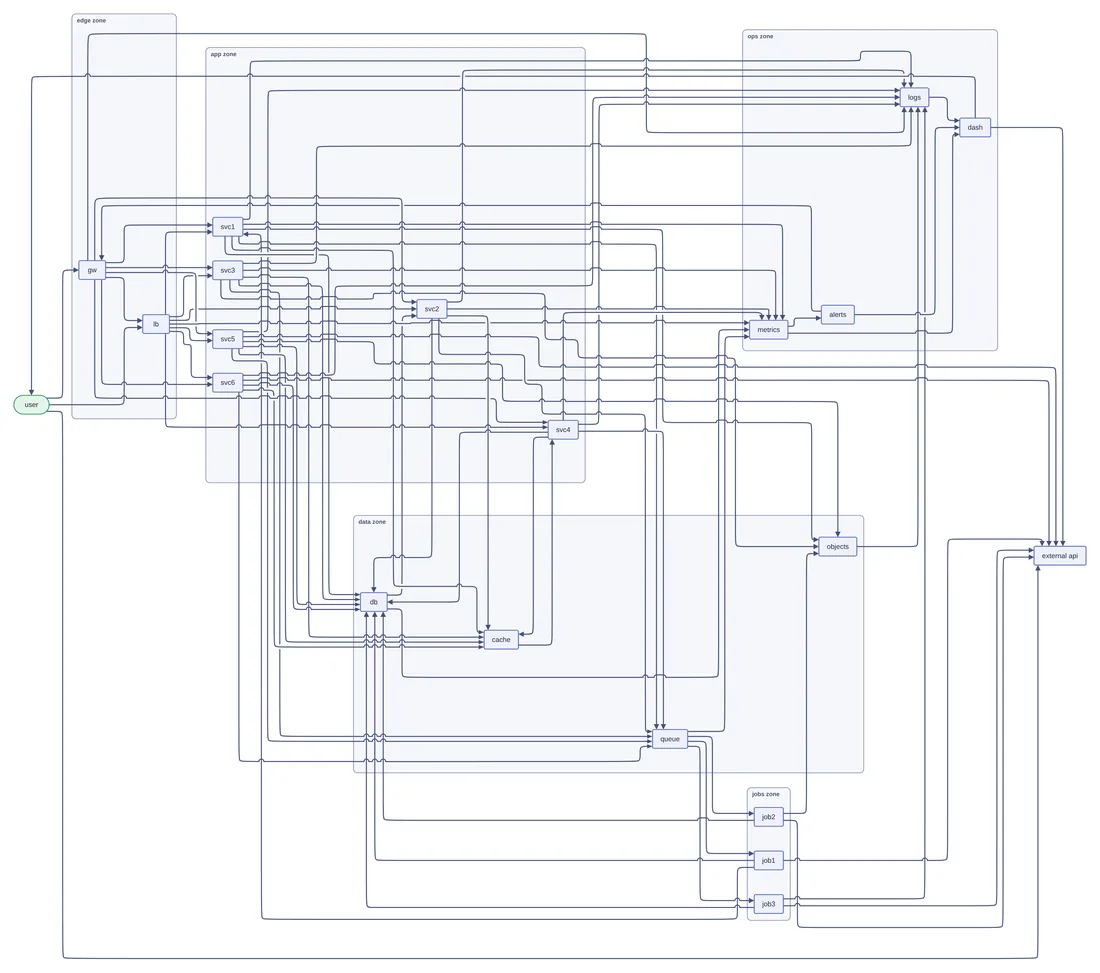 edge zone
ops zone
app zone
logs
dash
svc1
gw
svc3
svc2
alerts
lb
metrics
svc5
svc6
user
svc4
data zone
objects
external api
db
cache
queue
jobs zone
job2
job1
job3